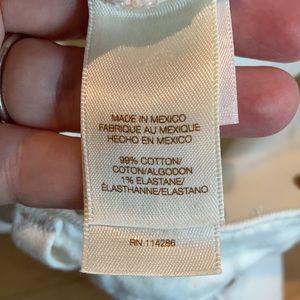 MADE IN MEXICO
FABRIQUE AU MEXIQUE
HECHO EN MEXICO
99% COTTON/
COTON/ALGODON
1% ELASTANE/
ÉLASTHANNE/ELASTANO
RN 114286